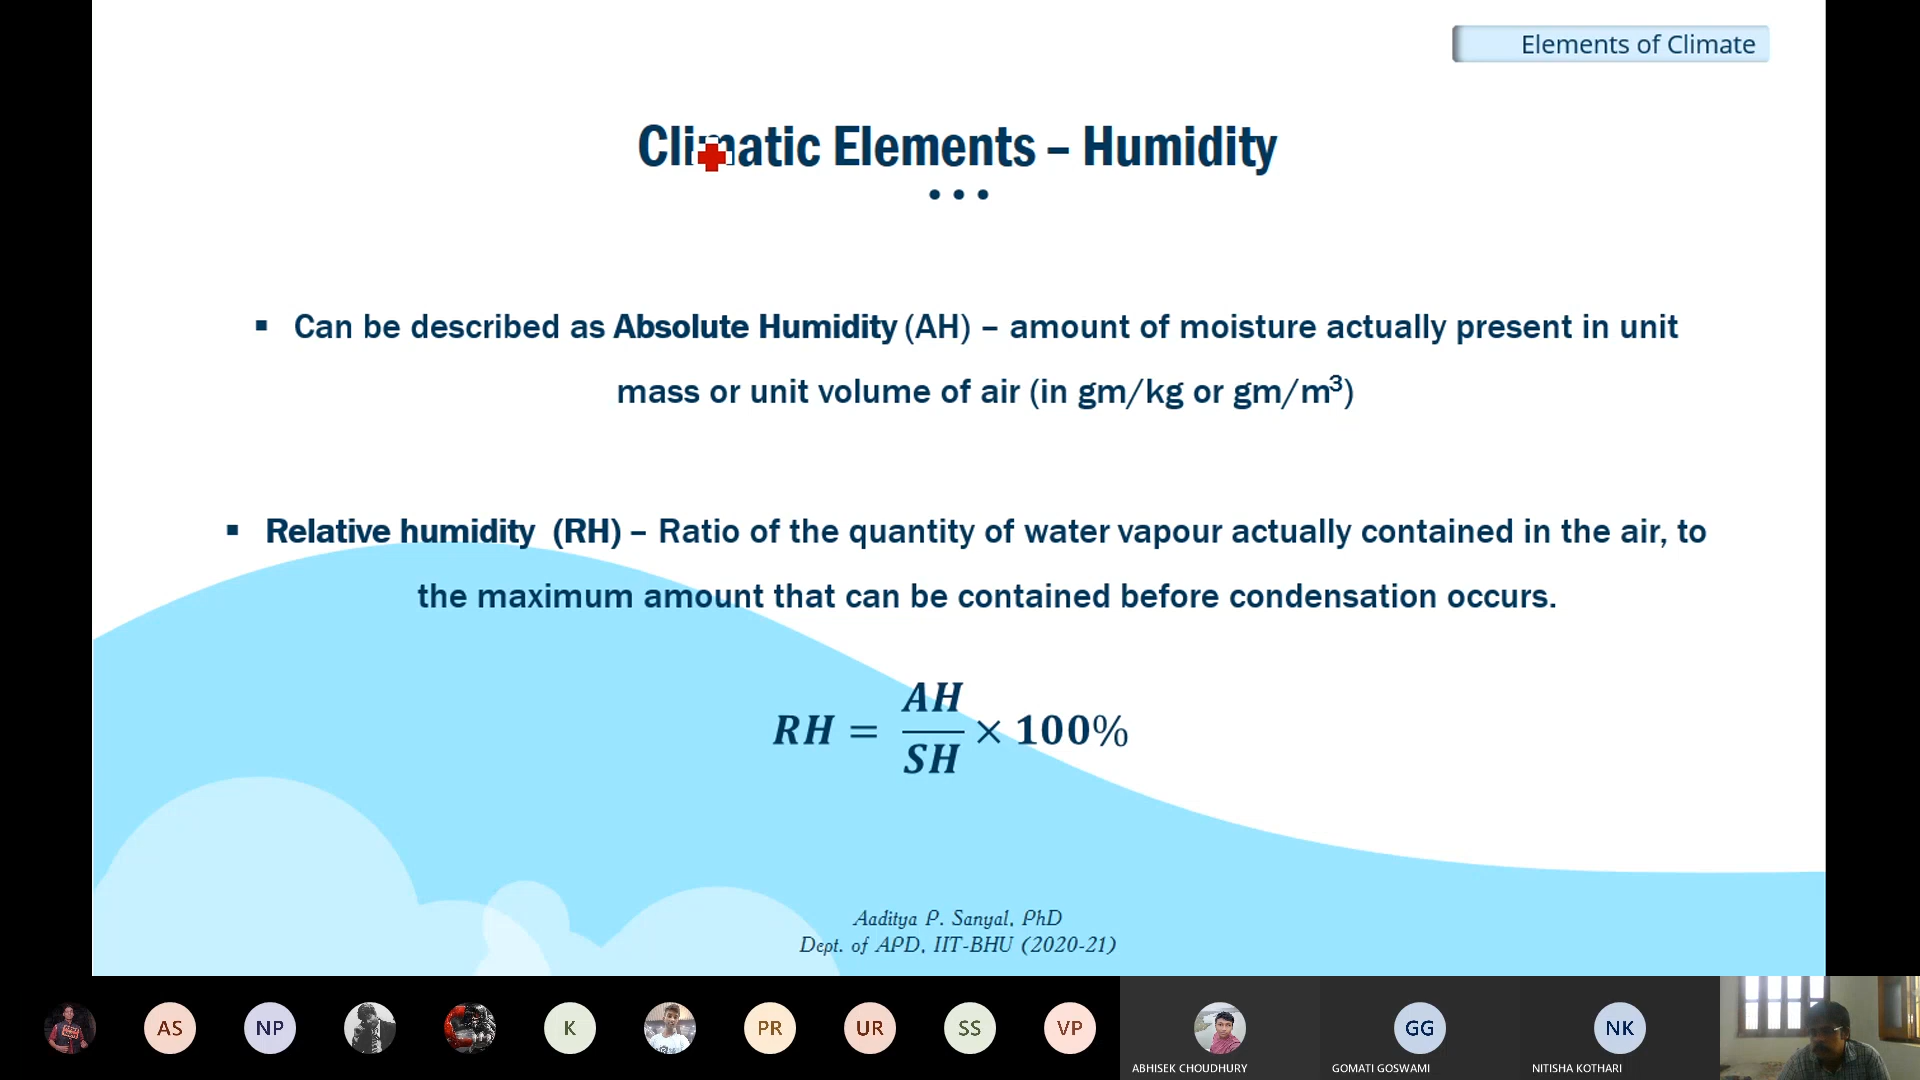 Elements of Climate
Climatic Elements – Humidity
▪ Can be described as Absolute Humidity (AH) – amount of moisture actually present in unit
mass or unit volume of air (in gm/kg or gm/m³)
▪ Relative humidity (RH) – Ratio of the quantity of water vapour actually contained in the air, to
the maximum amount that can be contained before condensation occurs.
RH = AH/SH × 100%
Aaditya P. Sanyal, PhD
Dept. of APD, IIT-BHU (2020-21)
AS NP K PR UR SS VP GG NK
ABHISEK CHOUDHURY GOMATI GOSWAMI NITISHA KOTHARI